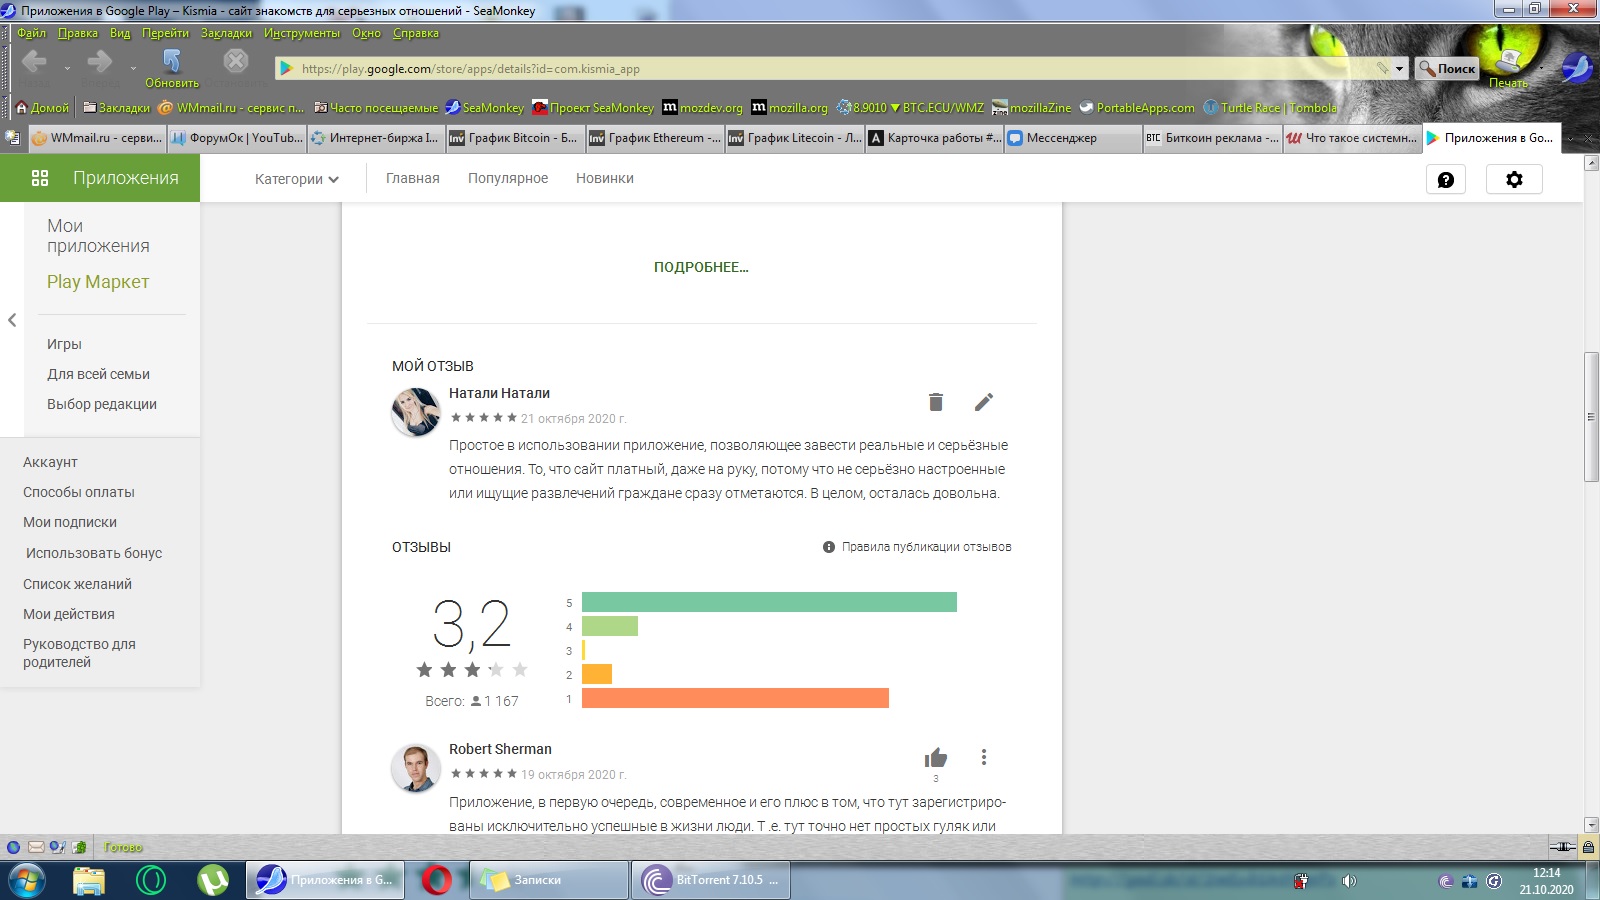 Приложения в Google Play – Kismia - сайт знакомств для серьезных отношений - SeaMonkey
Файл Правка Вид Перейти Закладки Инструменты Окно Справка
Обновить
https://play.google.com/store/apps/details?id=com.kismia_app
Поиск
Печать
Домой Закладки WMmail.ru - сервис п... Часто посещаемые SeaMonkey Проект SeaMonkey mozdev.org mozilla.org 8.9010 ▼ BTC.ECU/WMZ mozillaZine PortableApps.com Turtle Race | Tombola
WMmail.ru - серви... ФорумОк | YouTub... Интернет-биржа I... График Bitcoin - Б... График Ethereum -... График Litecoin - Л... Карточка работы #... Мессенджер Биткоин реклама -... Что такое системн... Приложения в Go...
Приложения
Категории Главная Популярное Новинки
Мои
приложения
Play Маркет
Игры
Для всей семьи
Выбор редакции
Аккаунт
Способы оплаты
Мои подписки
Использовать бонус
Список желаний
Мои действия
Руководство для
родителей
ПОДРОБНЕЕ...
МОЙ ОТЗЫВ
Натали Натали
21 октября 2020 г.
Простое в использовании приложение, позволяющее завести реальные и серьёзные
отношения. То, что сайт платный, даже на руку, потому что не серьёзно настроенные
или ищущие развлечений граждане сразу отметаются. В целом, осталась довольна.
ОТЗЫВЫ
Правила публикации отзывов
3,2
Всего: 1 167
5
4
3
2
1
Robert Sherman
19 октября 2020 г.
3
Приложение, в первую очередь, современное и его плюс в том, что тут зарегистриро-
ваны исключительно успешные в жизни люди. Т .е. тут точно нет простых гуляк или
Готово
Приложения в G... Записки BitTorrent 7.10.5 ...
12:14
21.10.2020